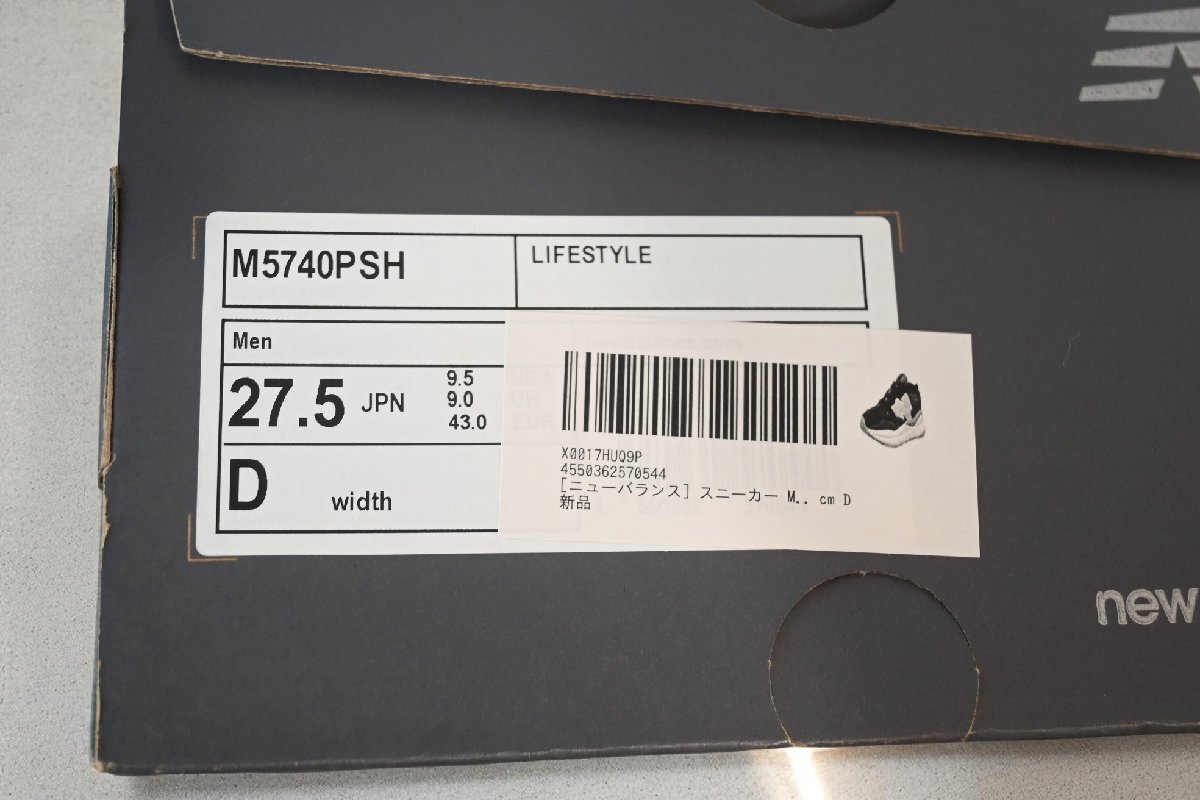 M5740PSH
LIFESTYLE
Men
27.5 JPN
9.5 USA
9.0 UK
43.0 EUR
D width
X0017HUQ9P
4550362570544
[ニューバランス] スニーカー M.. cm D
新品
new